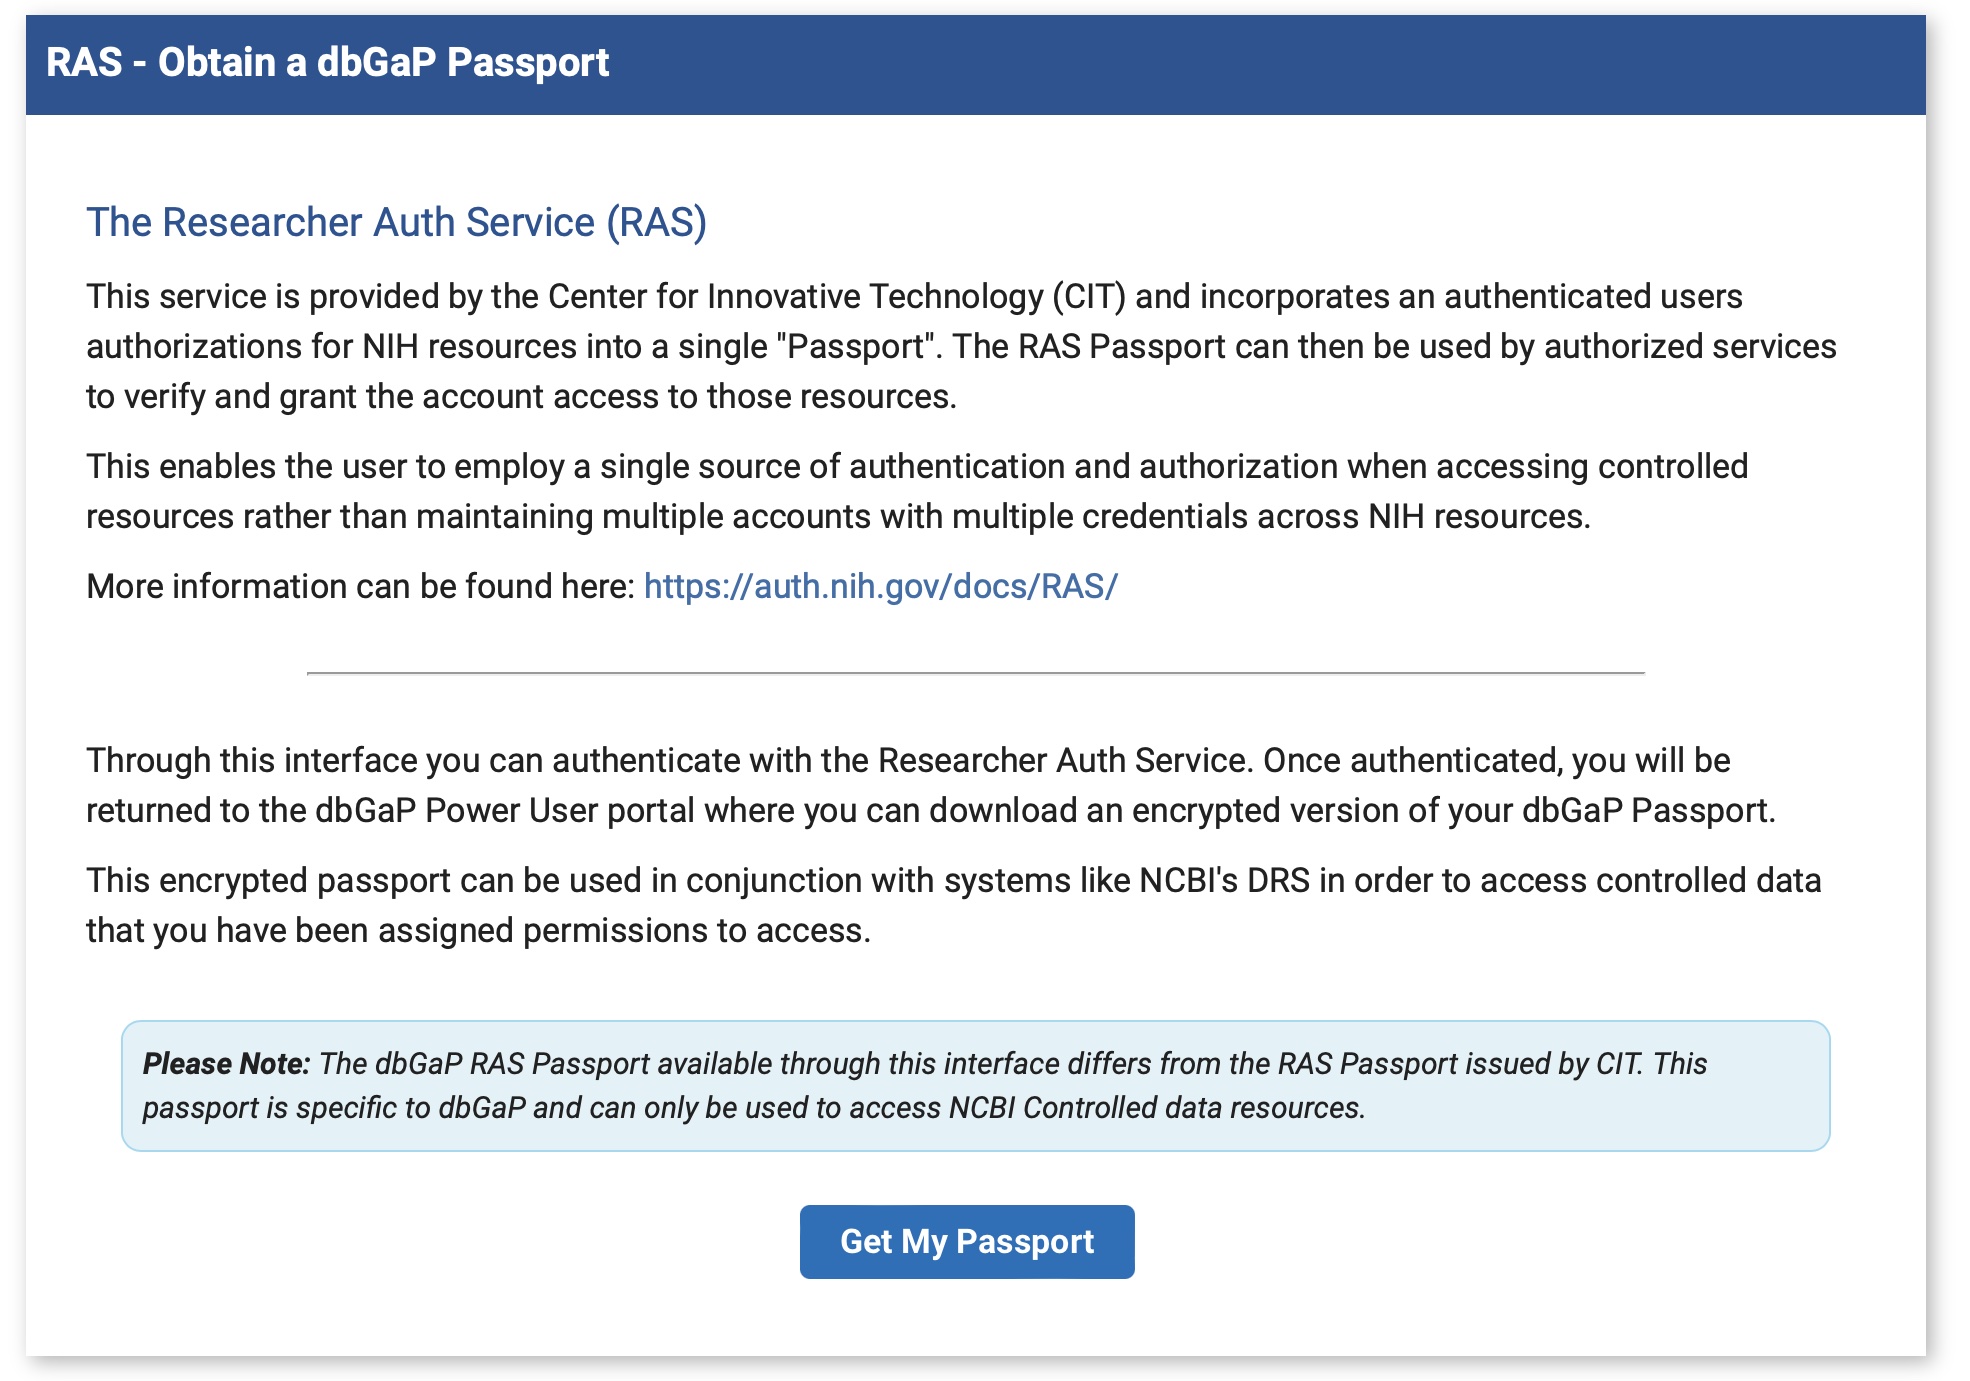 RAS - Obtain a dbGaP Passport
The Researcher Auth Service (RAS)
This service is provided by the Center for Innovative Technology (CIT) and incorporates an authenticated users
authorizations for NIH resources into a single "Passport". The RAS Passport can then be used by authorized services
to verify and grant the account access to those resources.
This enables the user to employ a single source of authentication and authorization when accessing controlled
resources rather than maintaining multiple accounts with multiple credentials across NIH resources.
More information can be found here: https://auth.nih.gov/docs/RAS/
Through this interface you can authenticate with the Researcher Auth Service. Once authenticated, you will be
returned to the dbGaP Power User portal where you can download an encrypted version of your dbGaP Passport.
This encrypted passport can be used in conjunction with systems like NCBI's DRS in order to access controlled data
that you have been assigned permissions to access.
Please Note: The dbGaP RAS Passport available through this interface differs from the RAS Passport issued by CIT. This
passport is specific to dbGaP and can only be used to access NCBI Controlled data resources.
Get My Passport